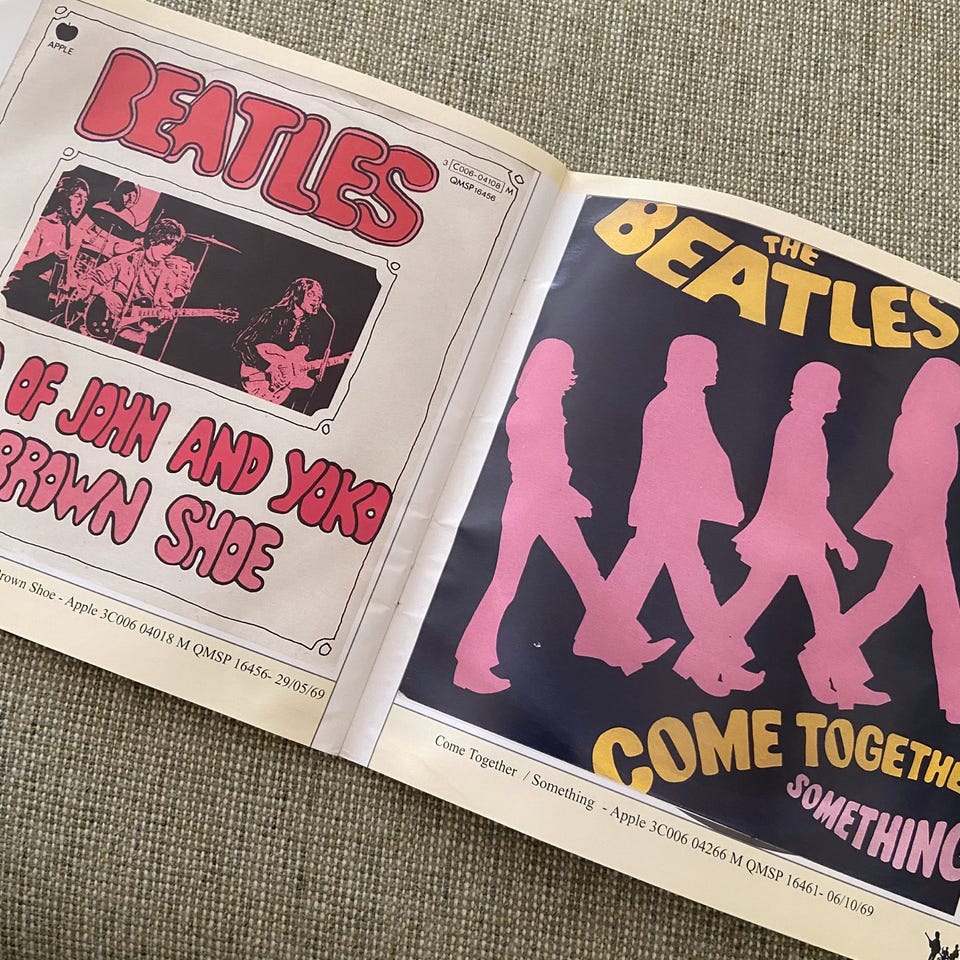 APPLE
BEATLES
3 C006-04108 M
QMSP 16456
OF JOHN AND YOKO
BROWN SHOE
Brown Shoe - Apple 3C006 04018 M QMSP 16456- 29/05/69
THE
BEATLES
COME TOGETHE
SOMETHING
Come Together / Something - Apple 3C006 04266 M QMSP 16461- 06/10/69